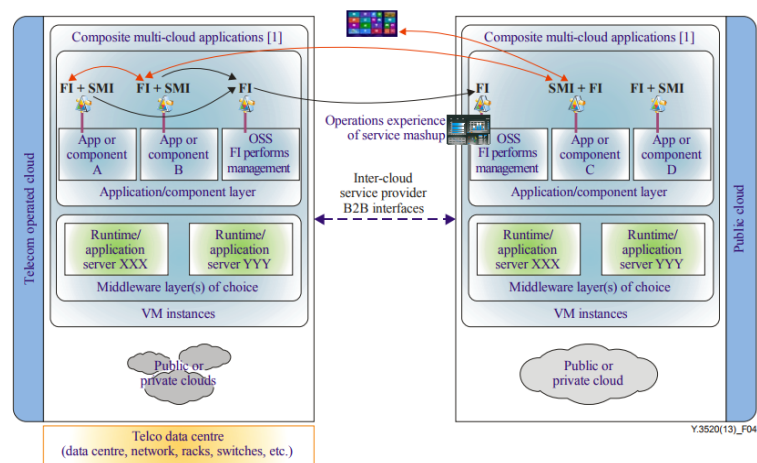 Telecom operated cloud
Composite multi-cloud applications [1]
FI + SMI
FI + SMI
FI
App or
component
A
App or
component
B
OSS
FI performs
management
Application/component layer
Runtime/
application
server XXX
Runtime/
application
server YYY
Middleware layer(s) of choice
VM instances
Public or
private clouds
Telco data centre
(data centre, network, racks, switches, etc.)
Operations experience
of service mashup
Inter-cloud
service provider
B2B interfaces
Composite multi-cloud applications [1]
FI
SMI + FI
FI + SMI
OSS
FI performs
management
App or
component
C
App or
component
D
Application/component layer
Runtime/
application
server XXX
Runtime/
application
server YYY
Middleware layer(s) of choice
VM instances
Public or
private cloud
Public cloud
Y.3520(13)_F04